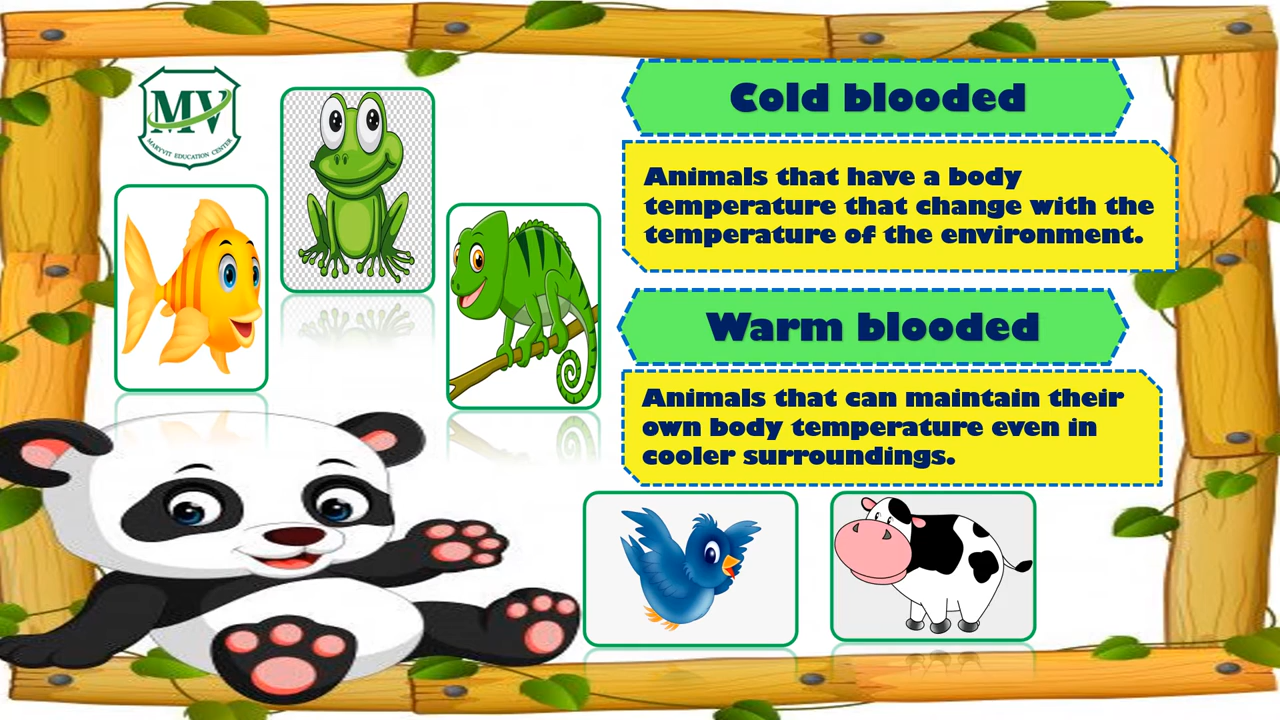 MV
MARYVIT EDUCATION CENTER
Cold blooded
Animals that have a body
temperature that change with the
temperature of the environment.
Warm blooded
Animals that can maintain their
own body temperature even in
cooler surroundings.